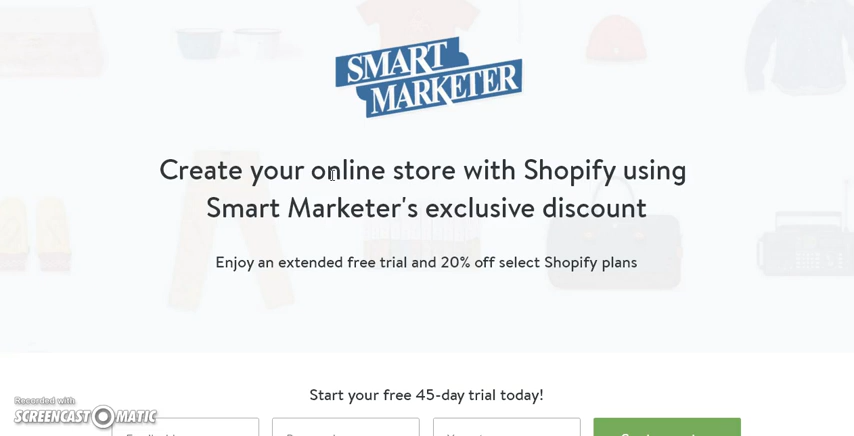 SMART
MARKETER
Create your online store with Shopify using
Smart Marketer's exclusive discount
Enjoy an extended free trial and 20% off select Shopify plans
Start your free 45-day trial today!
Recorded with
SCREENCAST MATIC